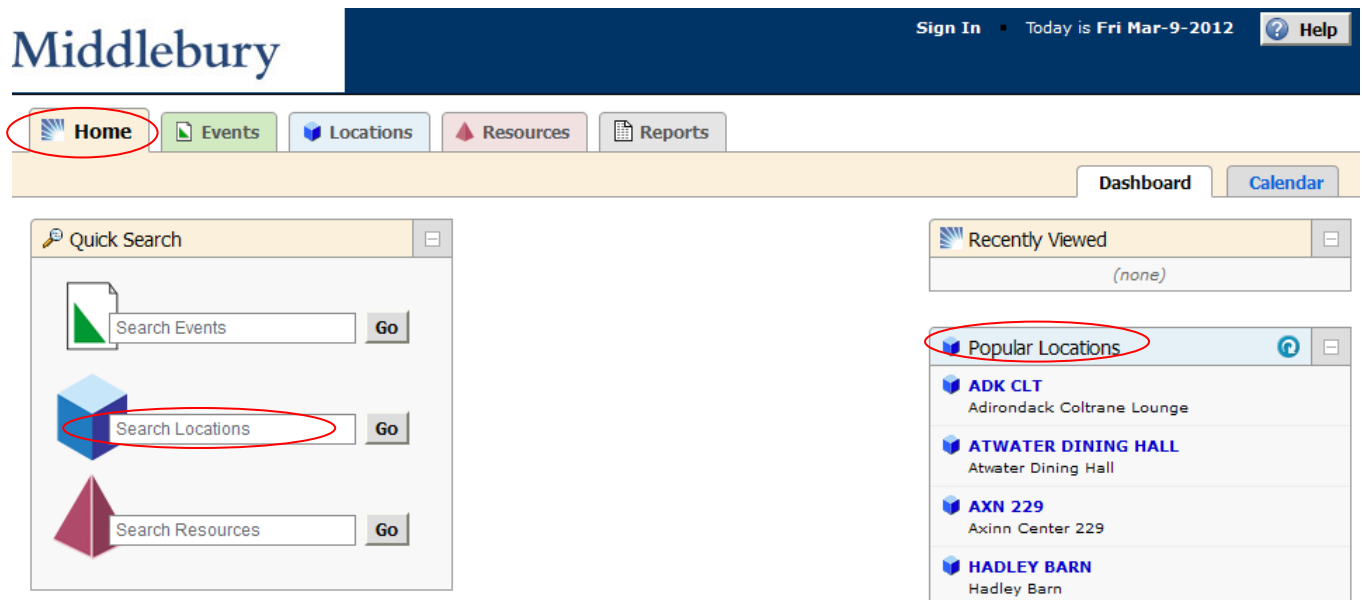 Middlebury
Sign In Today is Fri Mar-9-2012 Help
Home Events Locations Resources Reports
Dashboard Calendar
Quick Search
Search Events Go
Search Locations Go
Search Resources Go
Recently Viewed
(none)
Popular Locations
ADK CLT
Adirondack Coltrane Lounge
ATWATER DINING HALL
Atwater Dining Hall
AXN 229
Axinn Center 229
HADLEY BARN
Hadley Barn